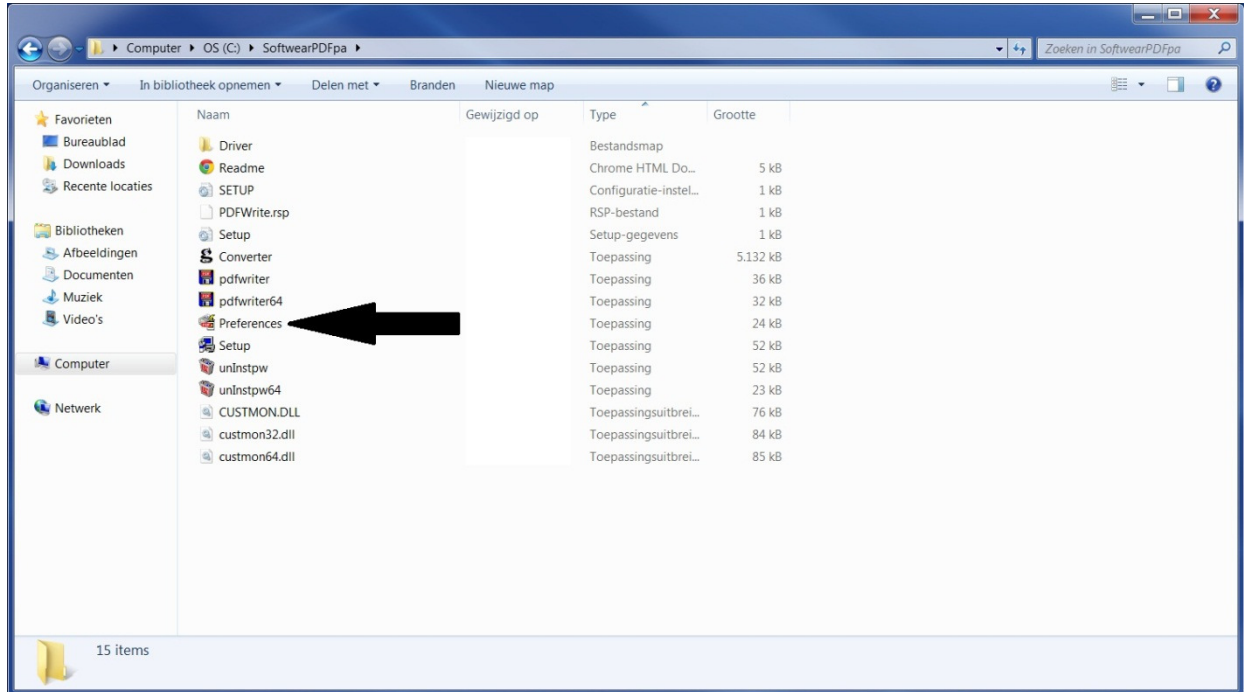 Computer ▸ OS (C:) ▸ SoftwearPDFpa ▸
Zoeken in SoftwearPDFpa
Organiseren In bibliotheek opnemen Delen met Branden Nieuwe map
Favorieten
Bureaublad
Downloads
Recente locaties
Bibliotheken
Afbeeldingen
Documenten
Muziek
Video's
Computer
Netwerk
Naam Gewijzigd op Type Grootte
Driver Bestandsmap
Readme Chrome HTML Do... 5 kB
SETUP Configuratie-instel... 1 kB
PDFWrite.rsp RSP-bestand 1 kB
Setup Setup-gegevens 1 kB
Converter Toepassing 5.132 kB
pdfwriter Toepassing 36 kB
pdfwriter64 Toepassing 32 kB
Preferences Toepassing 24 kB
Setup Toepassing 52 kB
unInstpw Toepassing 52 kB
unInstpw64 Toepassing 23 kB
CUSTMON.DLL Toepassingsuitbrei... 76 kB
custmon32.dll Toepassingsuitbrei... 84 kB
custmon64.dll Toepassingsuitbrei... 85 kB
15 items